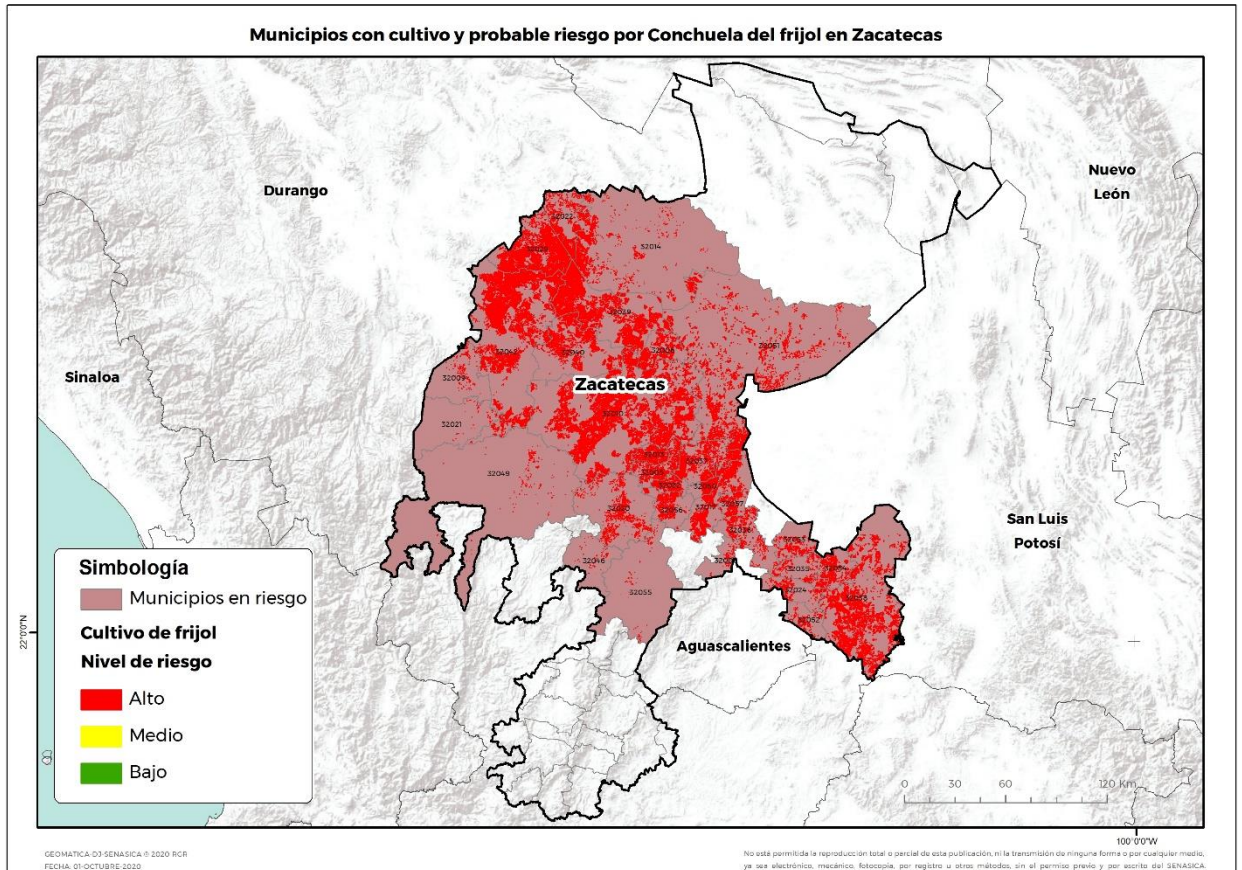 Municipios con cultivo y probable riesgo por Conchuela del frijol en Zacatecas
Durango
Nuevo
León
32022
32014
Sinaloa
32009
Zacatecas
32021
32049
San Luis
Potosí
32046
32055
32024
Aguascalientes
22°0'0"N
Simbología
Municipios en riesgo
Cultivo de frijol
Nivel de riesgo
Alto
Medio
Bajo
0 30 60 120 Km
100°0'0"W
GEOMATICA-DJ-SENASICA © 2020 RCR
FECHA: 01-OCTUBRE-2020
No está permitida la reproducción total o parcial de esta publicación, ni la transmisión de ninguna forma o por cualquier medio,
ya sea electrónico, mecánico, fotocopia, por registro u otros métodos, sin el permiso previo y por escrito del SENASICA.